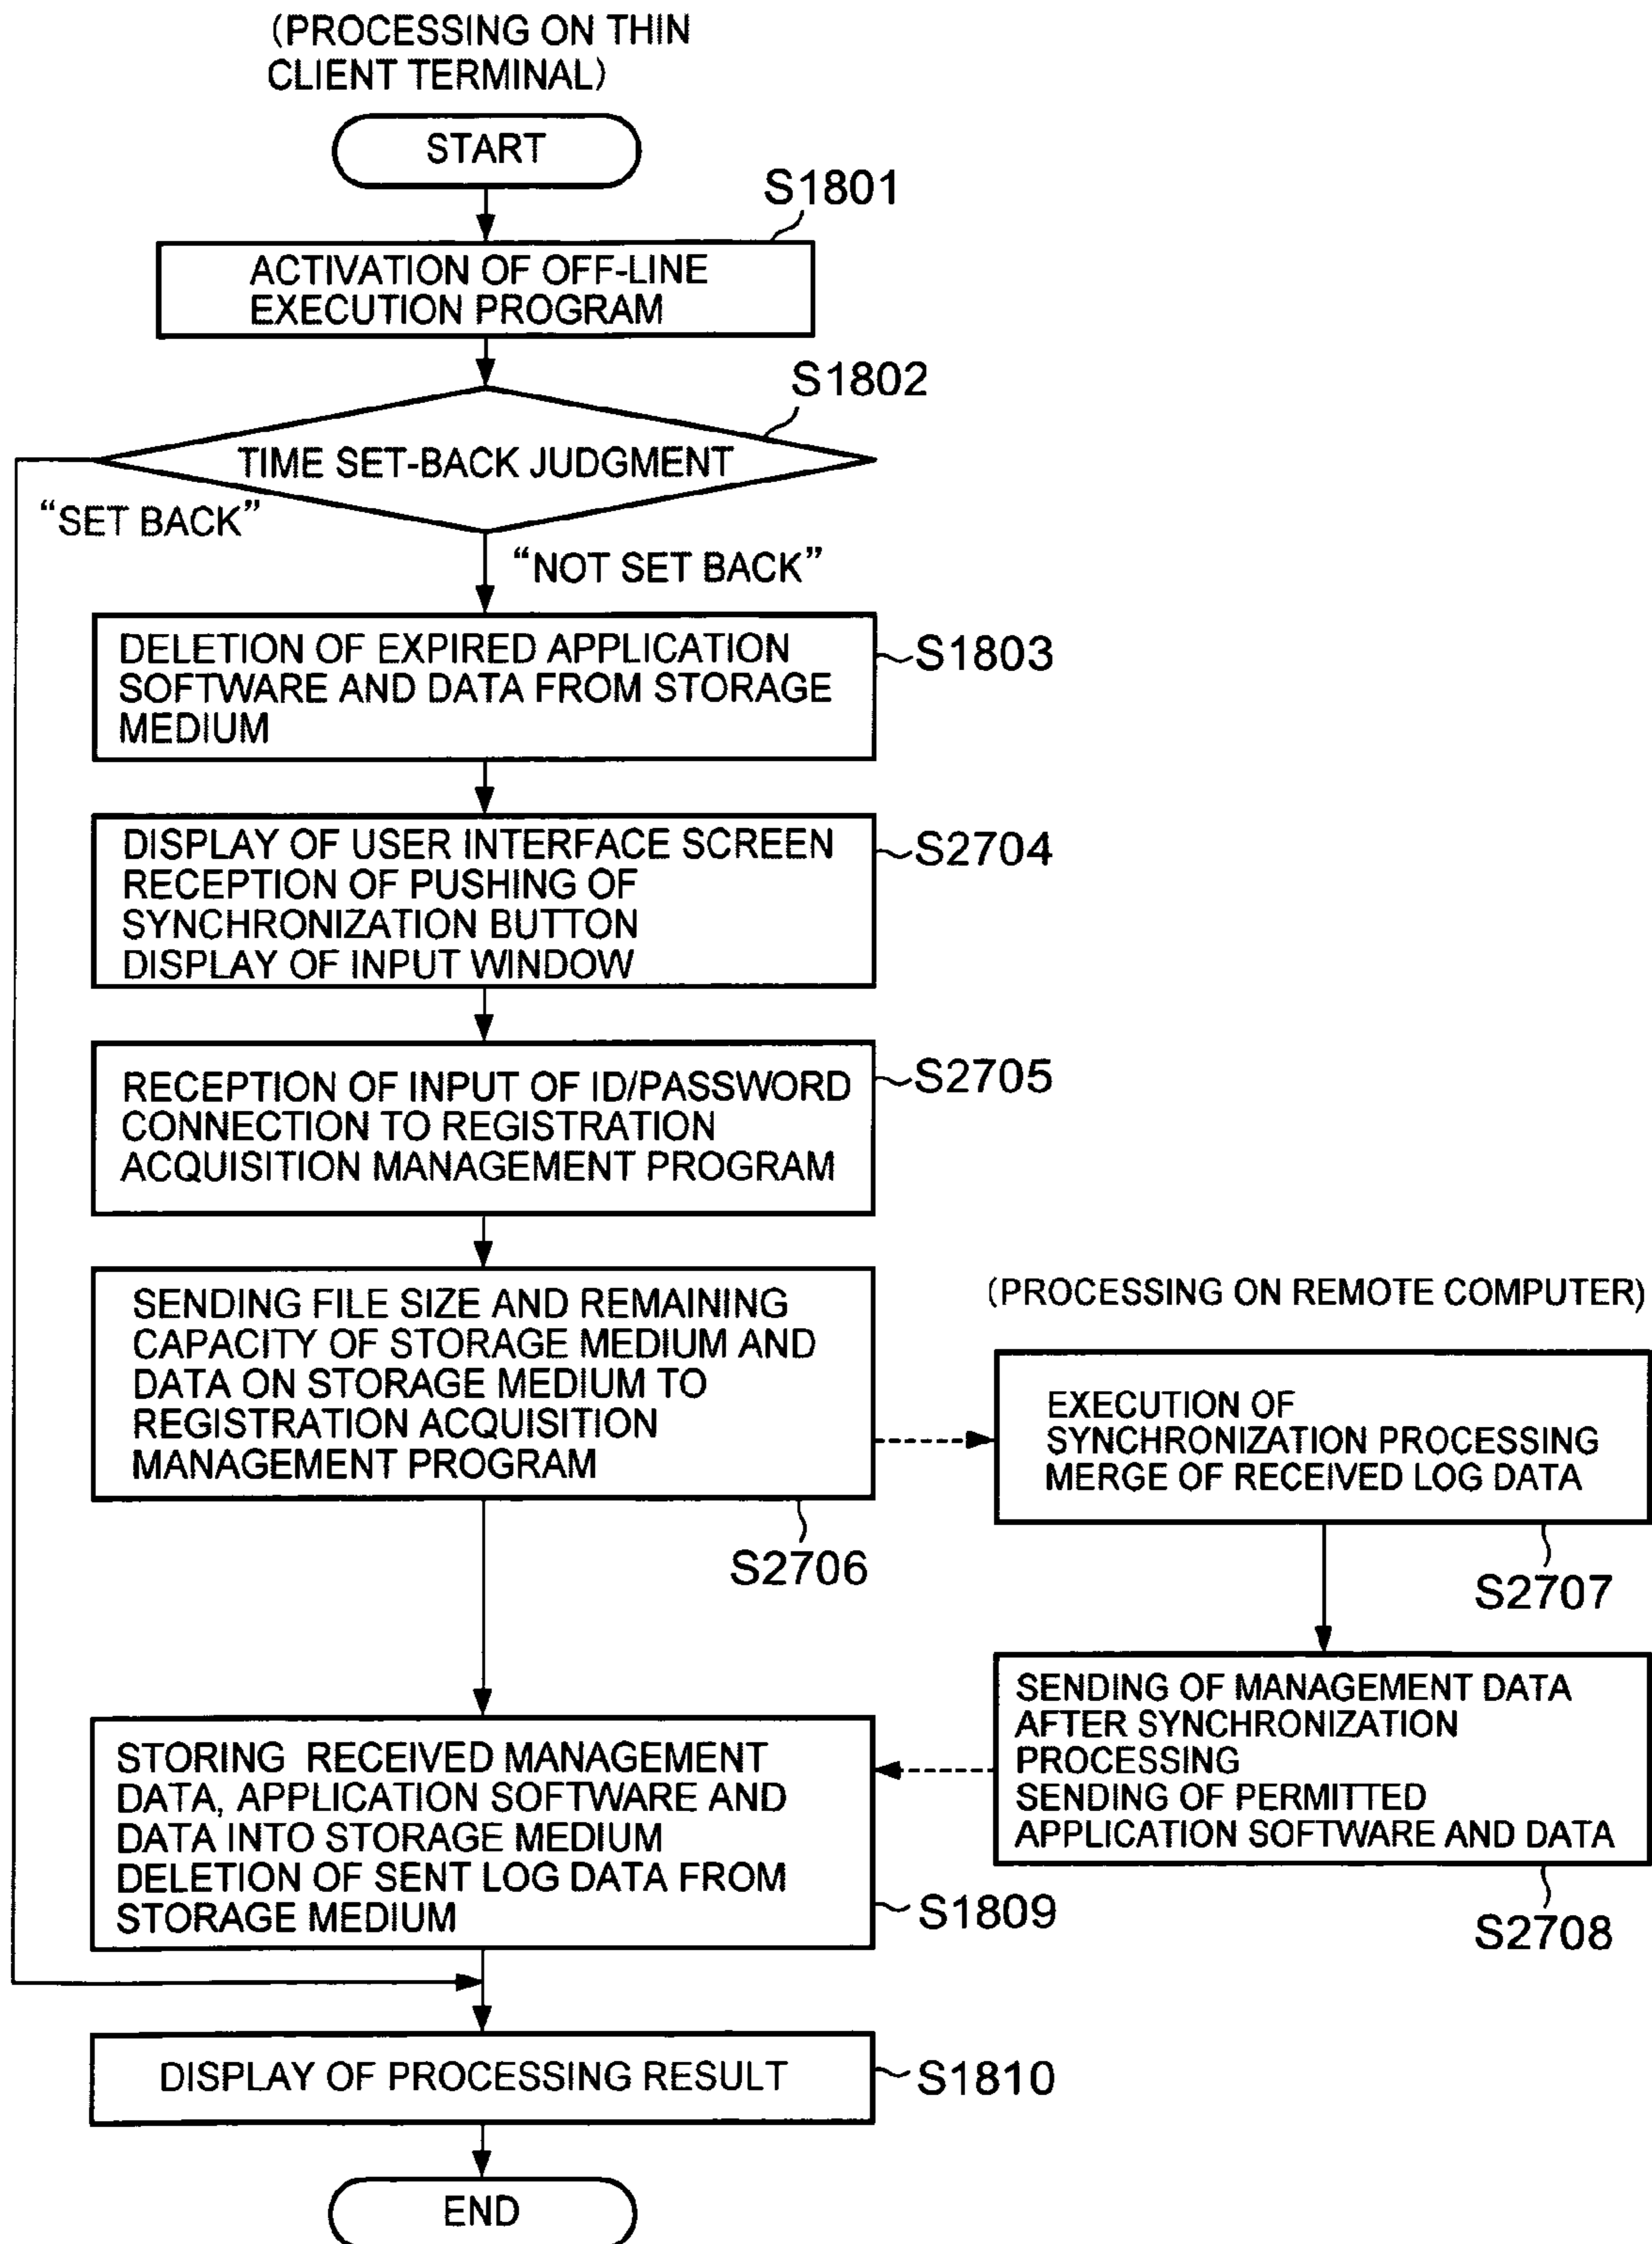 (PROCESSING ON THIN
CLIENT TERMINAL)
START
S1801
ACTIVATION OF OFF-LINE
EXECUTION PROGRAM
S1802
TIME SET-BACK JUDGMENT
“SET BACK”
“NOT SET BACK”
DELETION OF EXPIRED APPLICATION
SOFTWARE AND DATA FROM STORAGE
MEDIUM
S1803
DISPLAY OF USER INTERFACE SCREEN
RECEPTION OF PUSHING OF
SYNCHRONIZATION BUTTON
DISPLAY OF INPUT WINDOW
S2704
RECEPTION OF INPUT OF ID/PASSWORD
CONNECTION TO REGISTRATION
ACQUISITION MANAGEMENT PROGRAM
S2705
SENDING FILE SIZE AND REMAINING
CAPACITY OF STORAGE MEDIUM AND
DATA ON STORAGE MEDIUM TO
REGISTRATION ACQUISITION
MANAGEMENT PROGRAM
S2706
(PROCESSING ON REMOTE COMPUTER)
EXECUTION OF
SYNCHRONIZATION PROCESSING
MERGE OF RECEIVED LOG DATA
S2707
SENDING OF MANAGEMENT DATA
AFTER SYNCHRONIZATION
PROCESSING
SENDING OF PERMITTED
APPLICATION SOFTWARE AND DATA
S2708
STORING RECEIVED MANAGEMENT
DATA, APPLICATION SOFTWARE AND
DATA INTO STORAGE MEDIUM
DELETION OF SENT LOG DATA FROM
STORAGE MEDIUM
S1809
DISPLAY OF PROCESSING RESULT
S1810
END